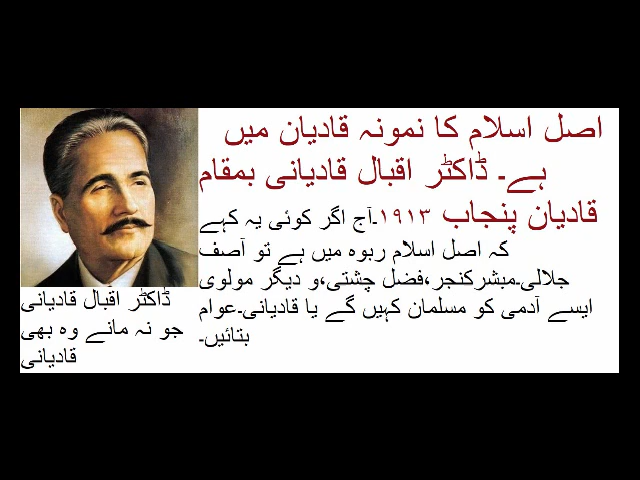 اصل اسلام کا نمونہ قادیان میں
ہے۔ ڈاکٹر اقبال قادیانی بمقام
قادیان پنجاب ۱۹۱۳۔آج اگر کوئی یہ کہے
کہ اصل اسلام ربوہ میں ہے تو آصف
جلالی۔مبشرکنجر،فضل چشتی،و دیگر مولوی
ایسے آدمی کو مسلمان کہیں گے یا قادیانی۔عوام
بتائیں۔
ڈاکٹر اقبال قادیانی
جو نہ مانے وہ بھی
قادیانی